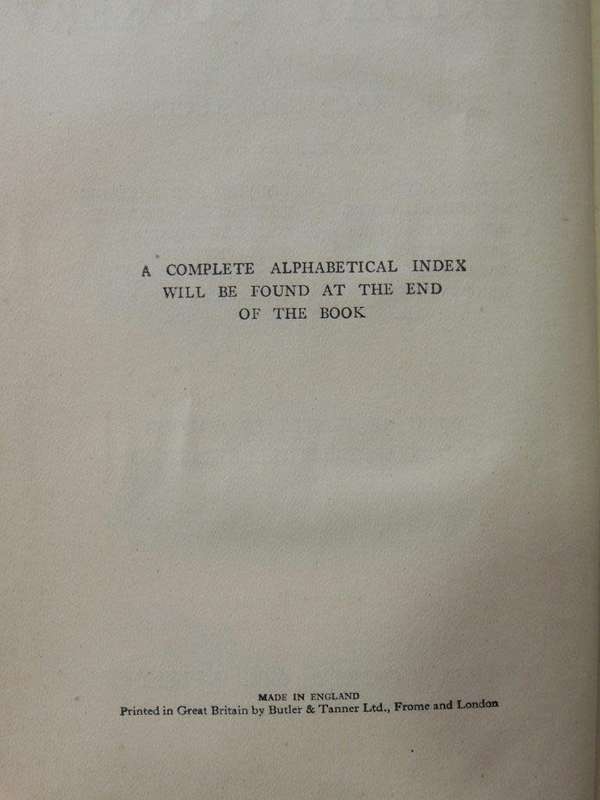 A COMPLETE ALPHABETICAL INDEX
WILL BE FOUND AT THE END
OF THE BOOK
MADE IN ENGLAND
Printed in Great Britain by Butler & Tanner Ltd., Frome and London